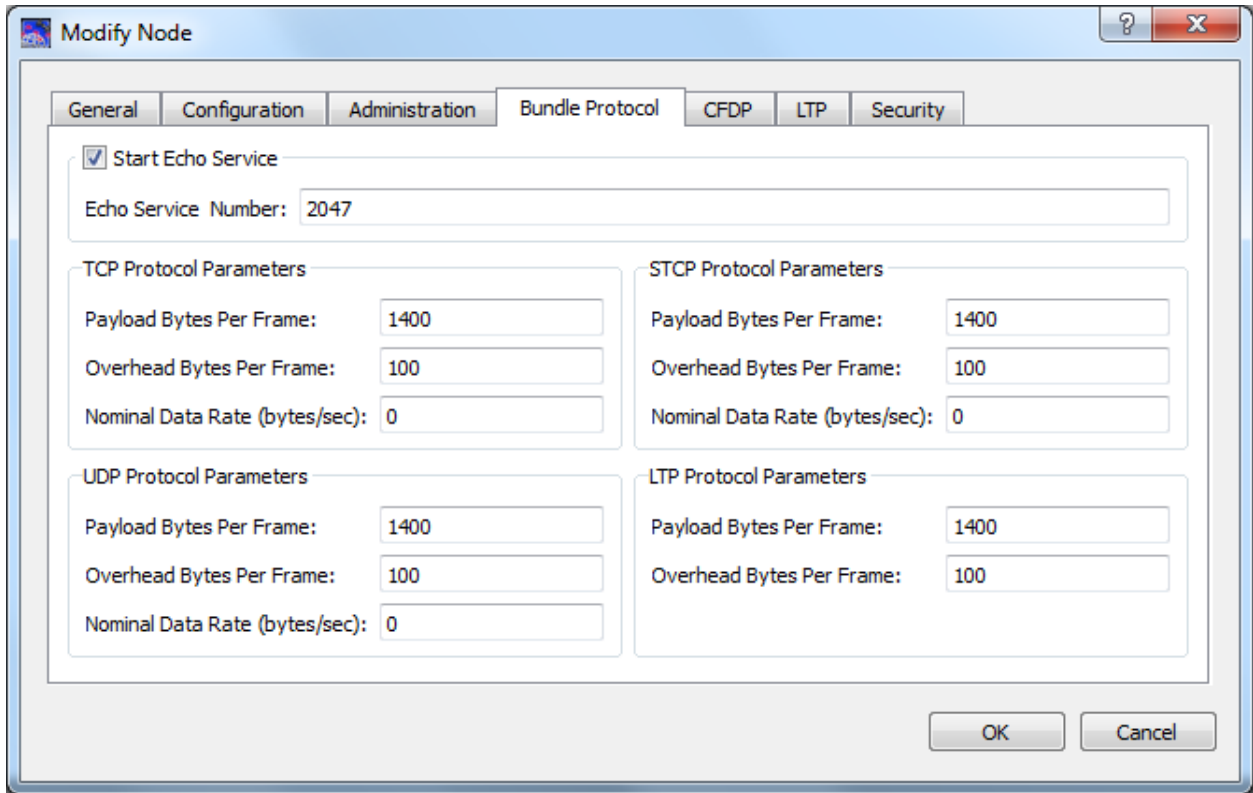 Modify Node
General Configuration Administration Bundle Protocol CFDP LTP Security
Start Echo Service
Echo Service Number: 2047
TCP Protocol Parameters
Payload Bytes Per Frame: 1400
Overhead Bytes Per Frame: 100
Nominal Data Rate (bytes/sec): 0
STCP Protocol Parameters
Payload Bytes Per Frame: 1400
Overhead Bytes Per Frame: 100
Nominal Data Rate (bytes/sec): 0
UDP Protocol Parameters
Payload Bytes Per Frame: 1400
Overhead Bytes Per Frame: 100
Nominal Data Rate (bytes/sec): 0
LTP Protocol Parameters
Payload Bytes Per Frame: 1400
Overhead Bytes Per Frame: 100
OK Cancel